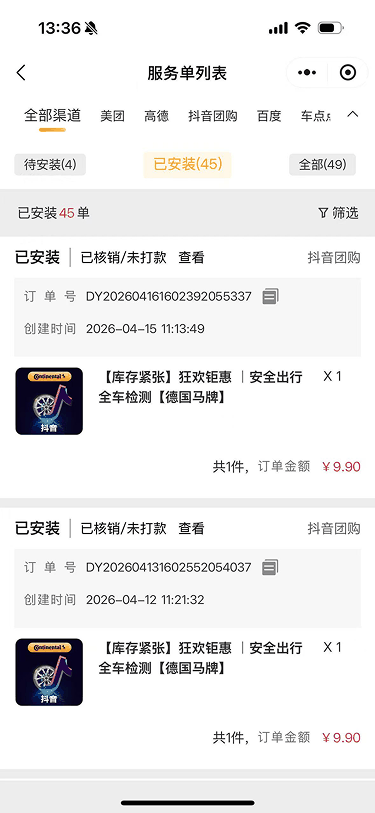 13:36
服务单列表
全部渠道 美团 高德 抖音团购 百度 车点
待安装(4) 已安装(45) 全部(49)
已安装45单 筛选
已安装 已核销/未打款 查看 抖音团购
订单号 DY202604161602392055337
创建时间 2026-04-15 11:13:49
Continental
抖音
【库存紧张】狂欢钜惠｜安全出行 X 1
全车检测【德国马牌】
共1件，订单金额 ￥9.90
已安装 已核销/未打款 查看 抖音团购
订单号 DY202604131602552054037
创建时间 2026-04-12 11:21:32
Continental
抖音
【库存紧张】狂欢钜惠｜安全出行 X 1
全车检测【德国马牌】
共1件，订单金额 ￥9.90